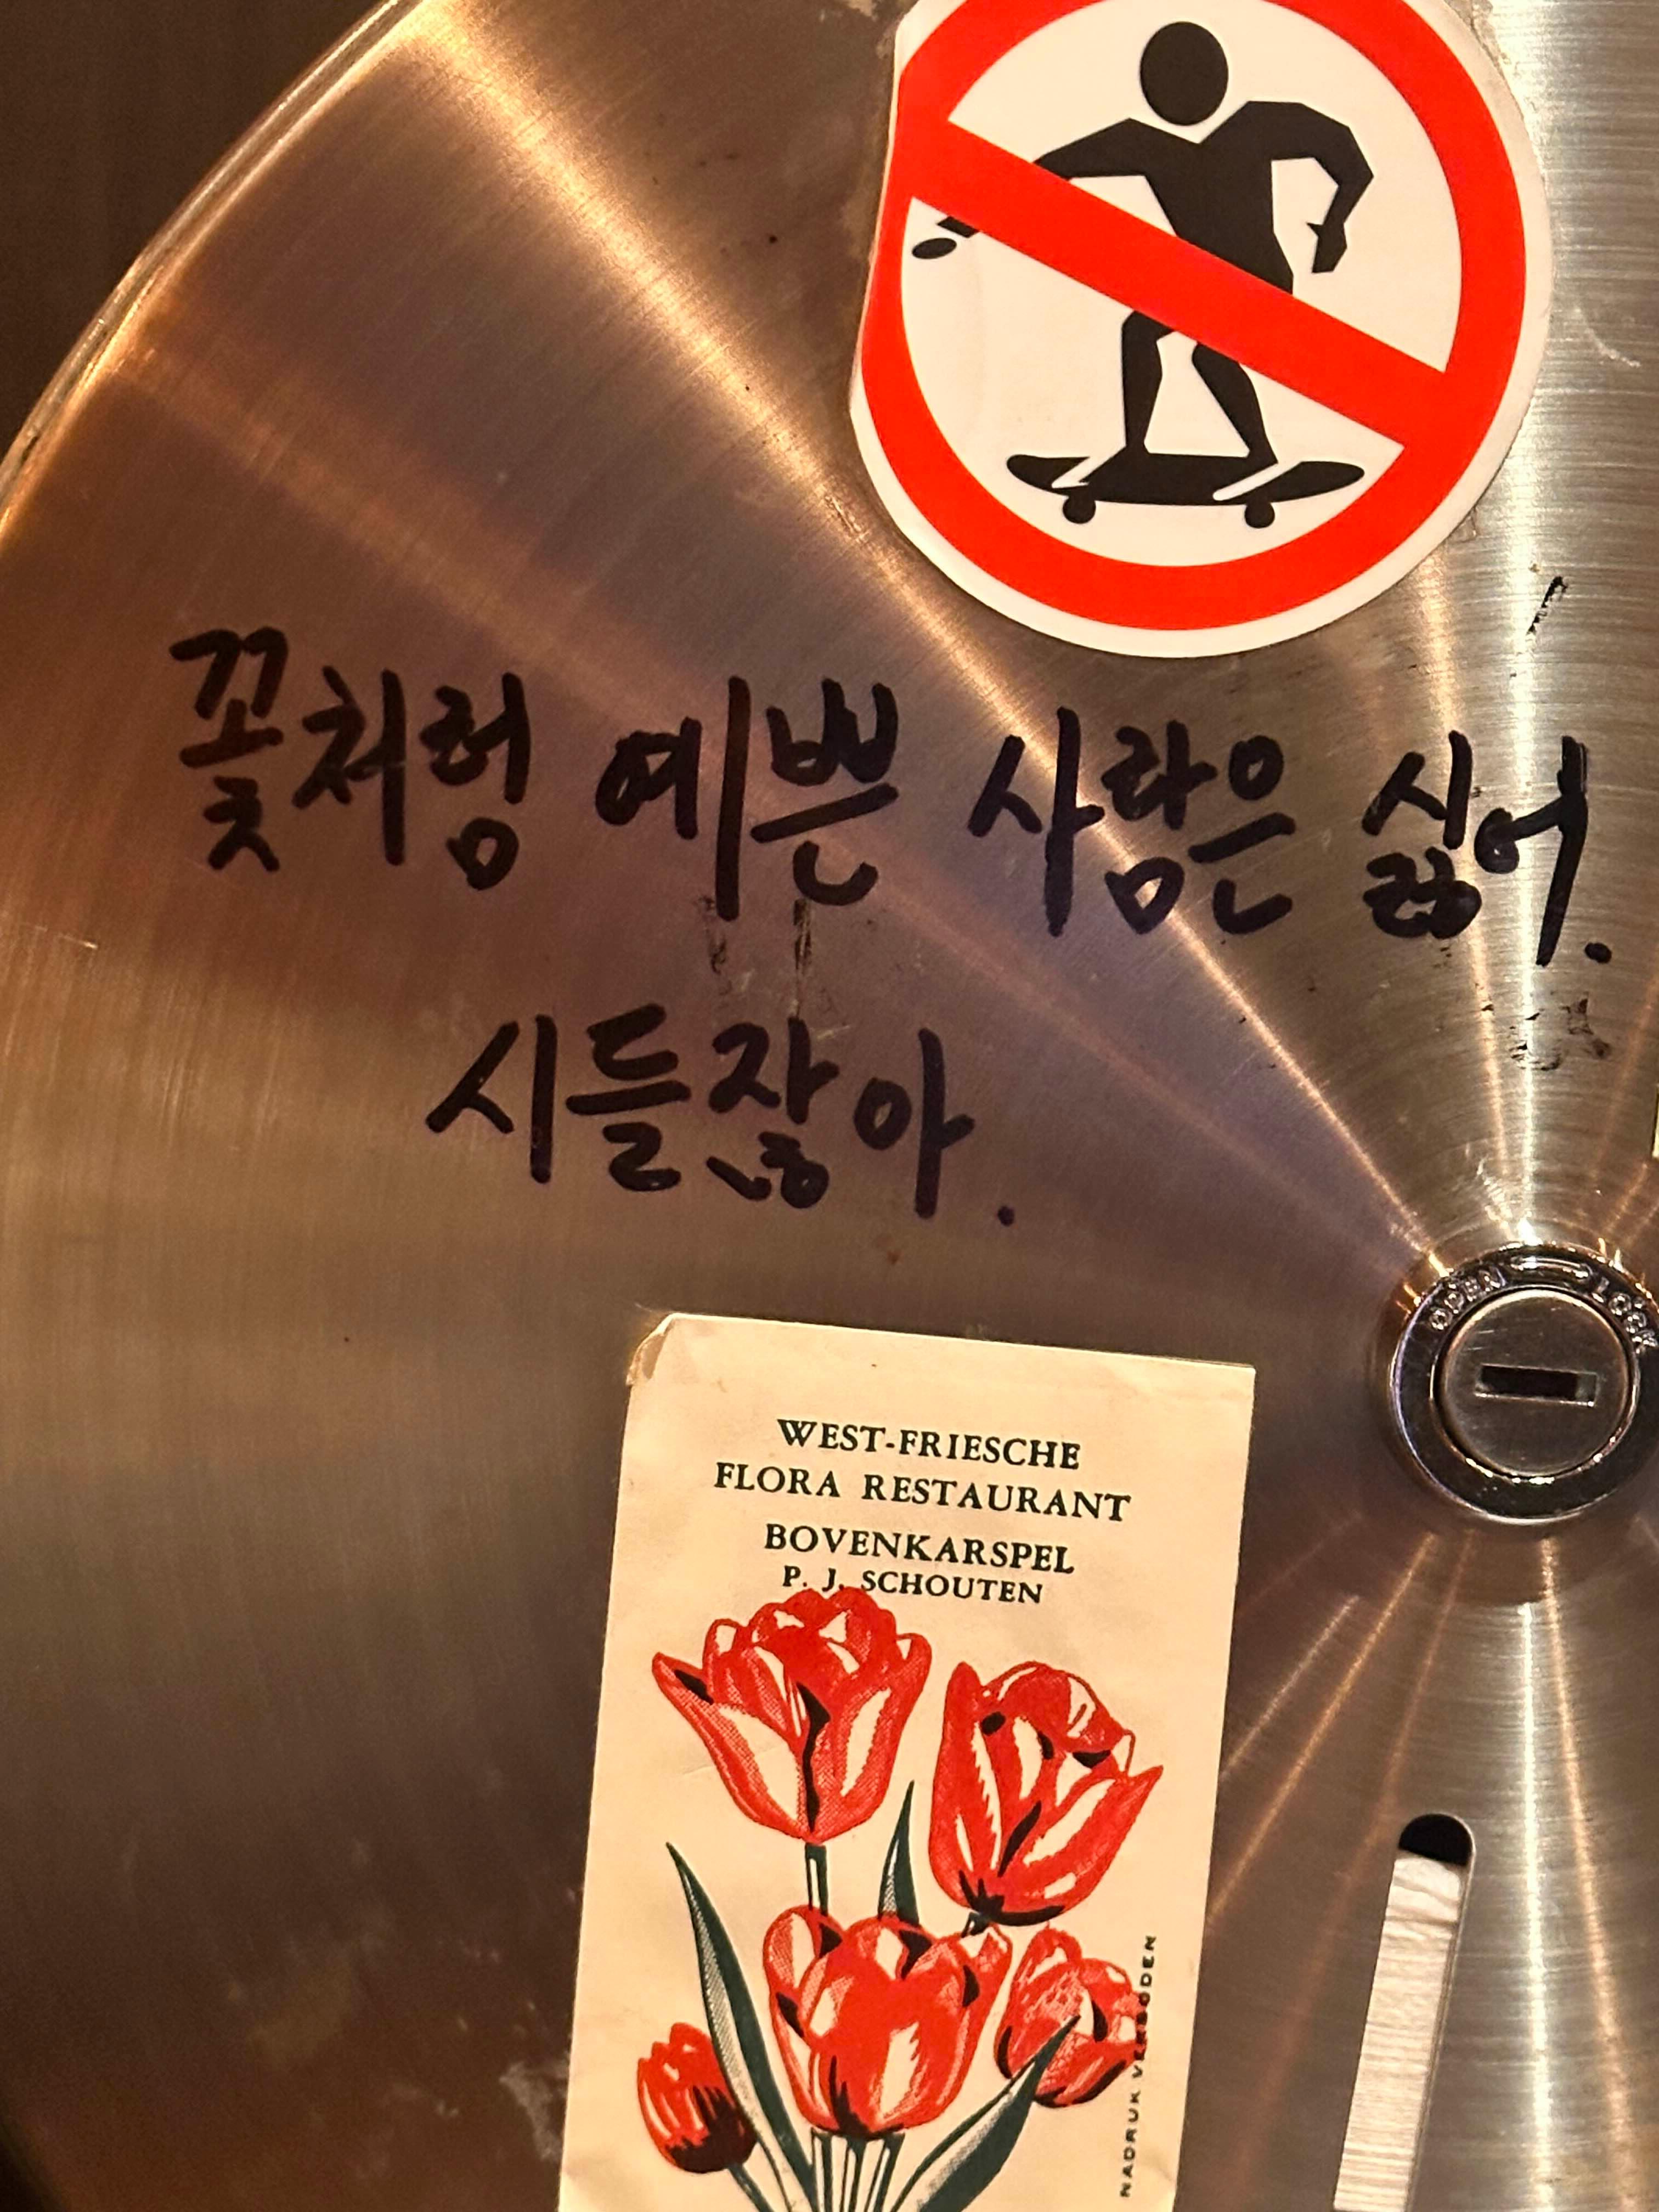 꽃처럼 예쁜 사람은 싫어.
시들잖아.
OPEN LOCK
WEST-FRIESCHE
FLORA RESTAURANT
BOVENKARSPEL
P. J. SCHOUTEN
NADRUK VERBODEN